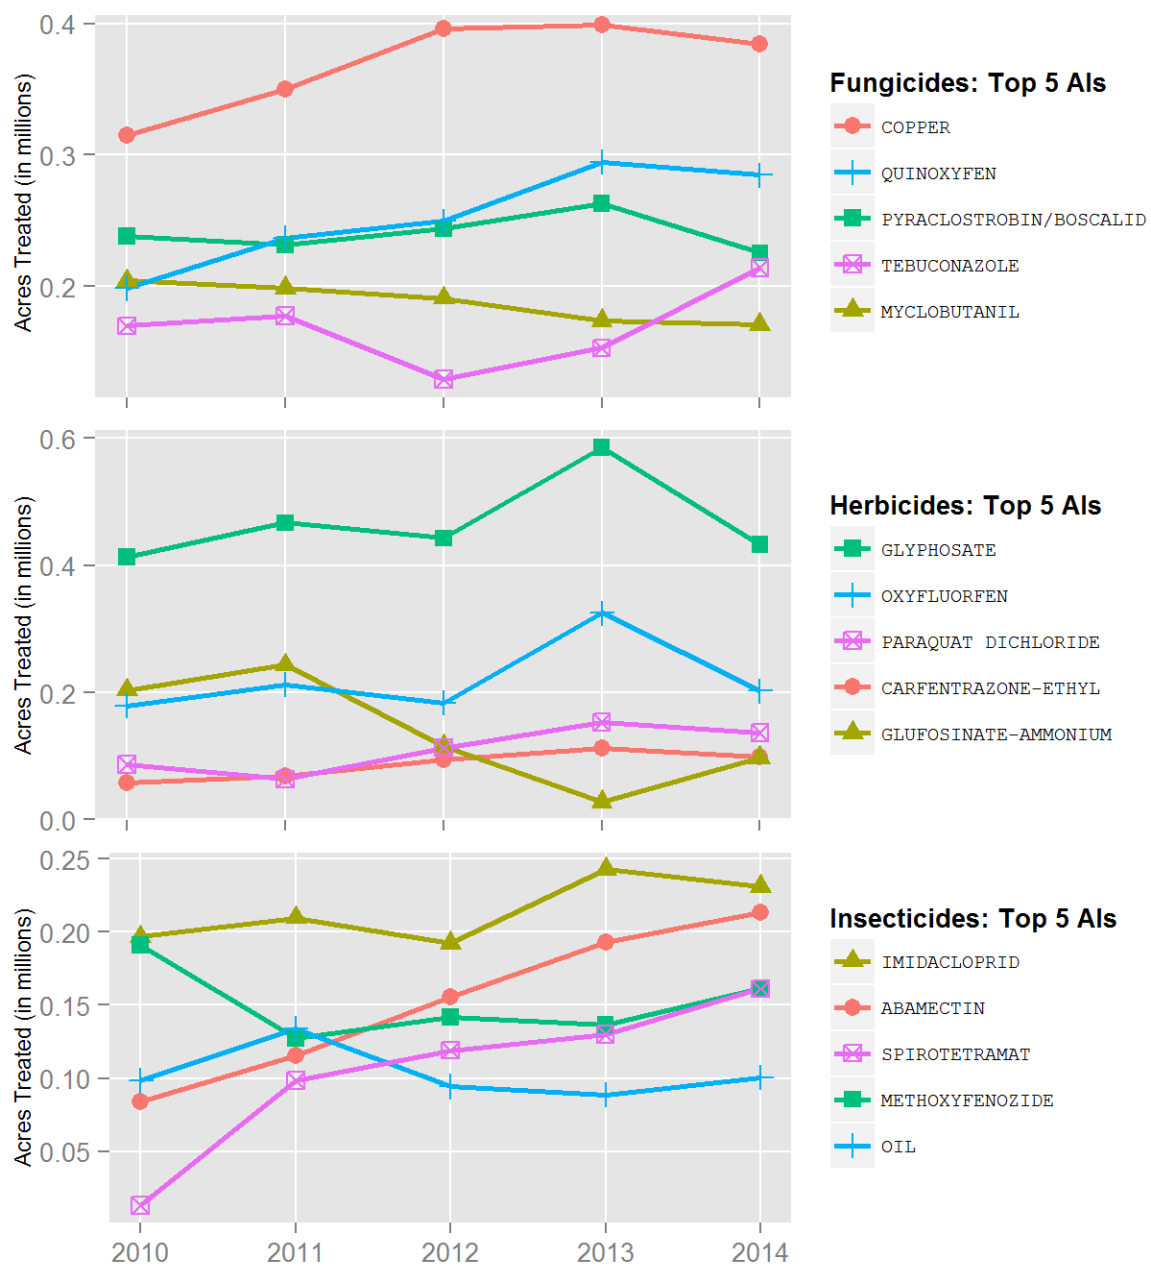 Acres Treated (in millions)
0.4
0.3
0.2
Fungicides: Top 5 AIs
COPPER
QUINOXYFEN
PYRACLOSTROBIN/BOSCALID
TEBUCONAZOLE
MYCLOBUTANIL
Acres Treated (in millions)
0.6
0.4
0.2
0.0
Herbicides: Top 5 AIs
GLYPHOSATE
OXYFLUORFEN
PARAQUAT DICHLORIDE
CARFENTRAZONE-ETHYL
GLUFOSINATE-AMMONIUM
Acres Treated (in millions)
0.25
0.20
0.15
0.10
0.05
Insecticides: Top 5 AIs
IMIDACLOPRID
ABAMECTIN
SPIROTETRAMAT
METHOXYFENOZIDE
OIL
2010 2011 2012 2013 2014